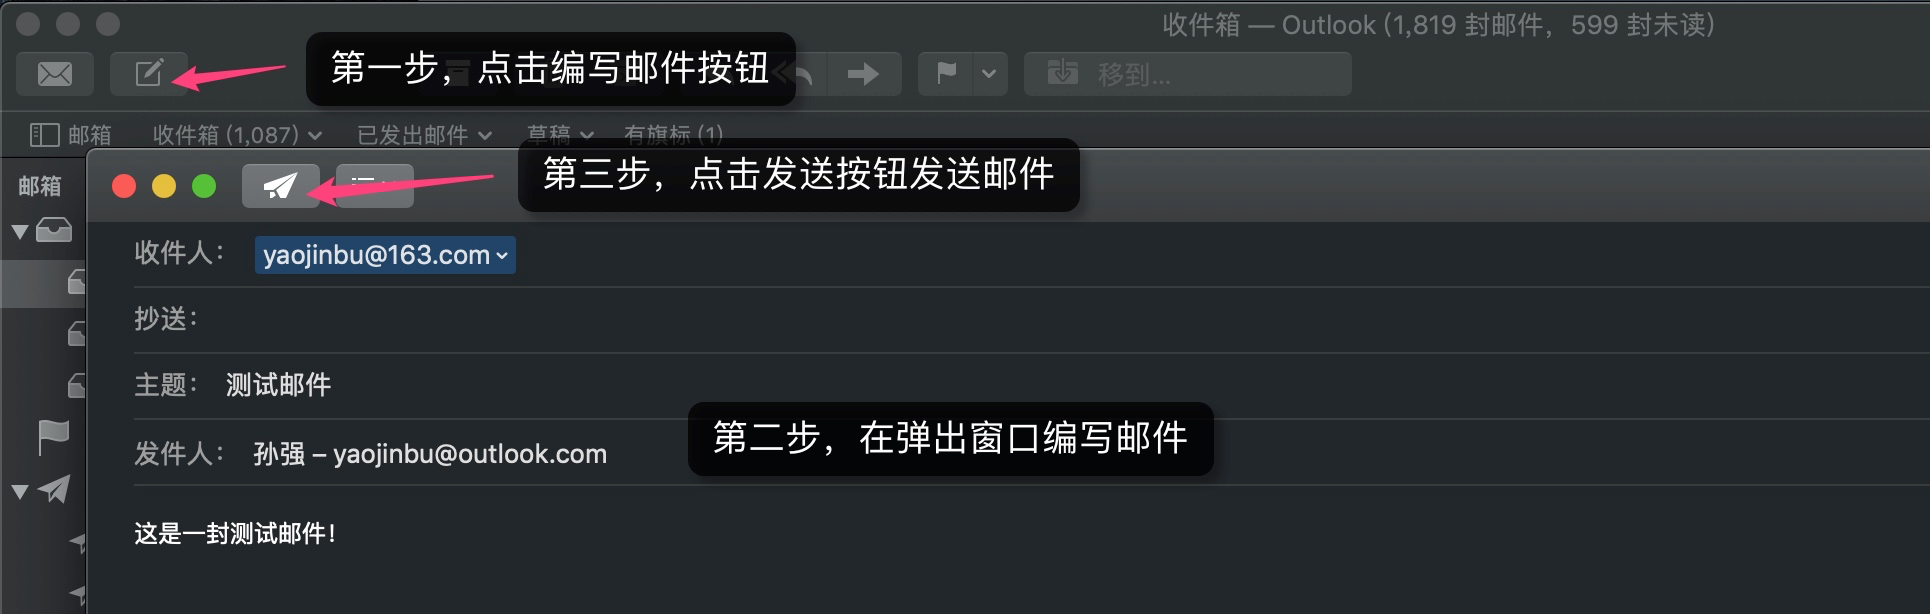 收件箱 — Outlook (1,819 封邮件，599 封未读)
第一步，点击编写邮件按钮
移到...
邮箱 收件箱 (1,087) 已发出邮件 草稿 有旗标 (1)
邮箱
第三步，点击发送按钮发送邮件
收件人： yaojinbu@163.com
抄送：
主题： 测试邮件
第二步，在弹出窗口编写邮件
发件人： 孙强 – yaojinbu@outlook.com
这是一封测试邮件！